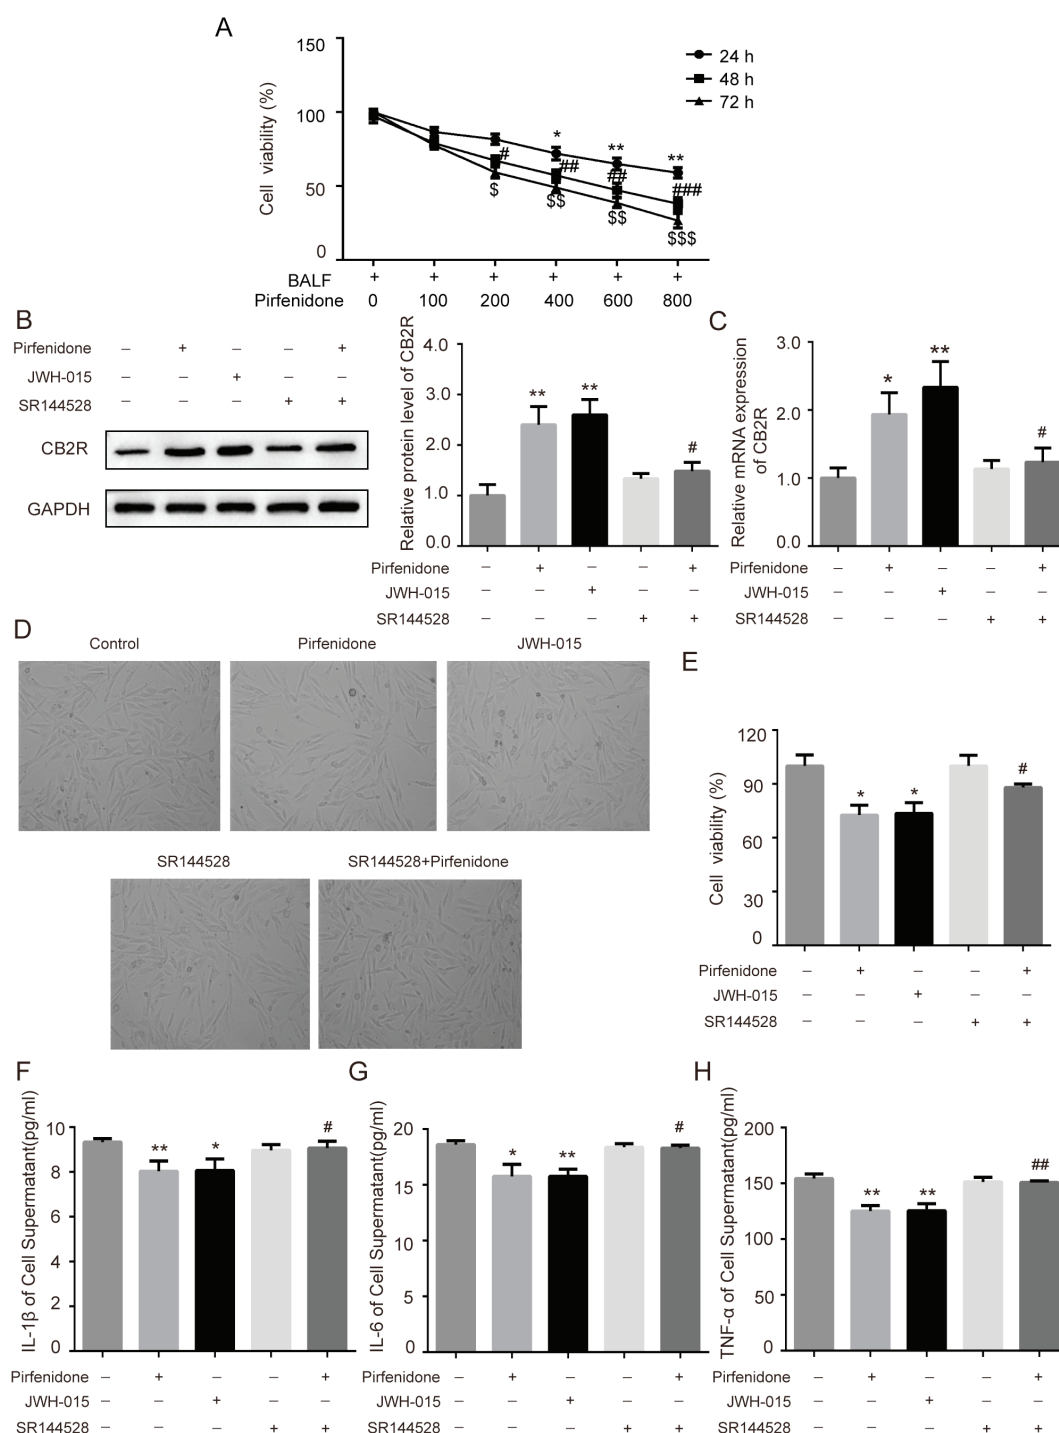 A
150
100
50
0
Cell viability (%)
24 h
48 h
72 h
* ** **
# ## ## ###
$ $$ $$ $$$
BALF + + + + + +
Pirfenidone 0 100 200 400 600 800
B
Pirfenidone – + – – +
JWH-015 – – + – –
SR144528 – – – + +
CB2R
GAPDH
Relative protein level of CB2R
4.0
3.0
2.0
1.0
0.0
** ** #
Pirfenidone – + – – +
JWH-015 – – + – –
SR144528 – – – + +
C
Relative mRNA expression
of CB2R
3.0
2.0
1.0
0.0
* ** #
Pirfenidone – + – – +
JWH-015 – – + – –
SR144528 – – – + +
D
Control Pirfenidone JWH-015
SR144528 SR144528+Pirfenidone
E
Cell viability (%)
120
90
60
30
0
* * #
Pirfenidone – + – – +
JWH-015 – – + – –
SR144528 – – – + +
F
IL-1β of Cell Supermatant(pg/ml)
10
8
6
4
2
0
** * #
Pirfenidone – + – – +
JWH-015 – – + – –
SR144528 – – – + +
G
IL-6 of Cell Supermatant(pg/ml)
20
15
10
5
0
* ** #
– + – – +
– – + – –
– – – + +
H
TNF-α of Cell Supermatant(pg/ml)
200
150
100
50
0
** ** ##
Pirfenidone – + – – +
JWH-015 – – + – –
SR144528 – – – + +